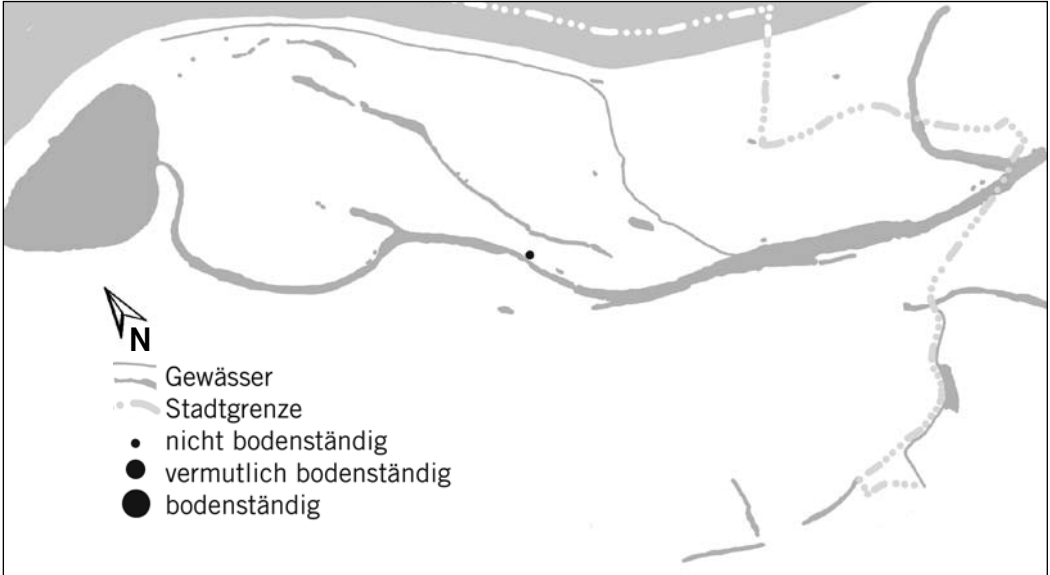 N
Gewässer
Stadtgrenze
nicht bodenständig
vermutlich bodenständig
bodenständig